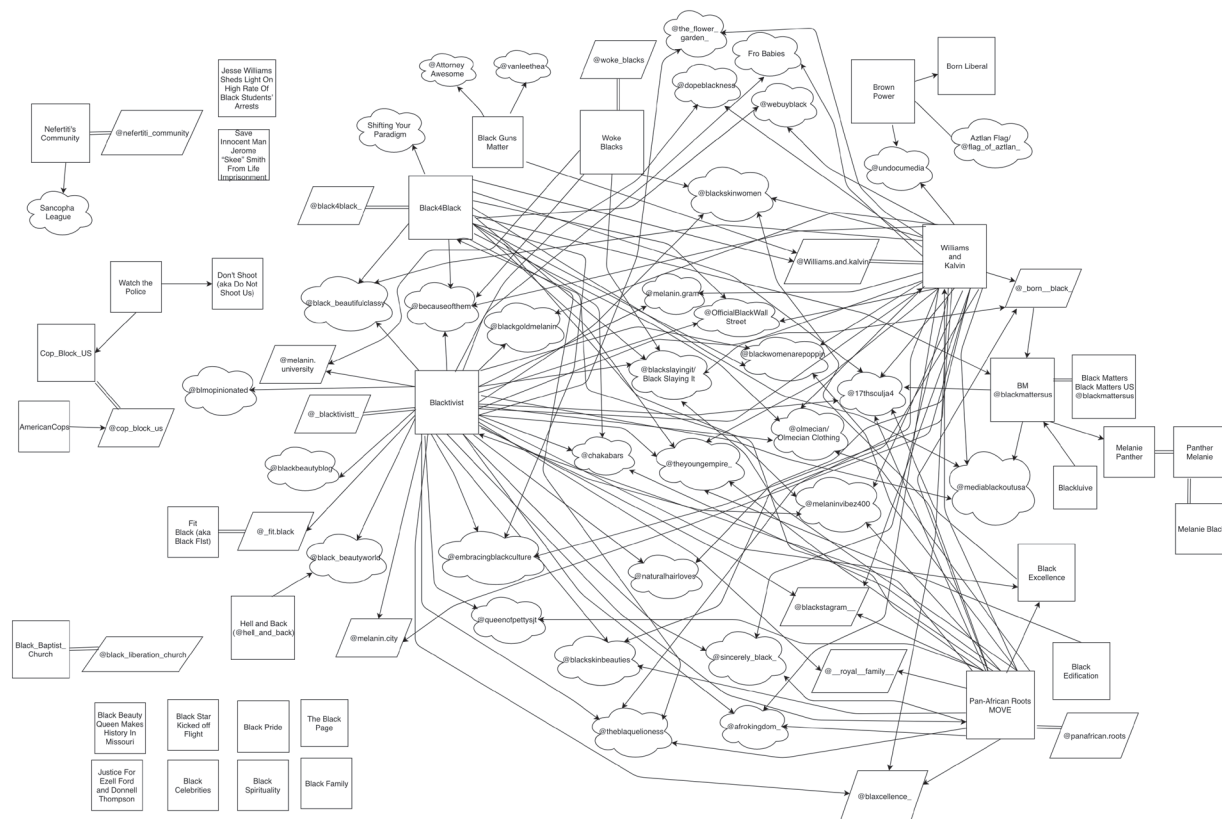 @the_flower_
garden_
Fro Babies
@woke_blacks
@Attorney
Awesome
@vanleethea
Jesse Williams
Sheds Light On
High Rate Of
Black Students'
Arrests
@dopeblackness
@webuyblack
Brown
Power
Born Liberal
Nefertiti's
Community
@nefertiti_community
Save
Innocent Man
Jerome
"Skee" Smith
From Life
Imprisonment
Shifting Your
Paradigm
Black Guns
Matter
Woke
Blacks
Aztlan Flag/
@flag_of_aztlan_
@undocumedia
Sancopha
League
@black4black_
Black4Black
@blackskinwomen
Williams
and
Kalvin
@Williams.and.kalvin
Watch the
Police
Don't Shoot
(aka Do Not
Shoot Us)
@black_beautifulclassy
@becauseofthem
@melanin.gram
@_born__black_
@OfficialBlackWall
Street
@blackgoldmelanin
Cop_Block_US
@melanin.
university
@blackslayingit/
Black Slaying It
@blackwomenarepoppin
@blmopinionated
Blacktivist
@17thsoulja4
BM
@blackmattersus
Black Matters
Black Matters US
@blackmattersus
AmericanCops
@cop_block_us
@_blacktivistt_
@olmecian/
Olmecian Clothing
@blackbeautyblog
@chakabars
@theyoungempire_
Melanie
Panther
Panther
Melanie
@mediablackoutusa
Blackluive
@melaninvibez400
Fit
Black (aka
Black FIst)
@_fit.black
Melanie Black
@black_beautyworld
@embracingblackculture
@naturalhairloves
Black
Excellence
@blackstagram__
Hell and Back
(@hell_and_back)
@melanin.city
@queenofpettysjt
Black_Baptist_
Church
@black_liberation_church
@blackskinbeauties
@sincerely_black_
@__royal__family__
Black
Edification
Pan-African Roots
MOVE
@panafrican.roots
Black Beauty
Queen Makes
History In
Missouri
Black Star
Kicked off
Flight
Black Pride
The Black
Page
@theblaquelioness
@afrokingdom_
Justice For
Ezell Ford
and Donnell
Thompson
Black
Celebrities
Black
Spirituality
Black Family
@blaxcellence_